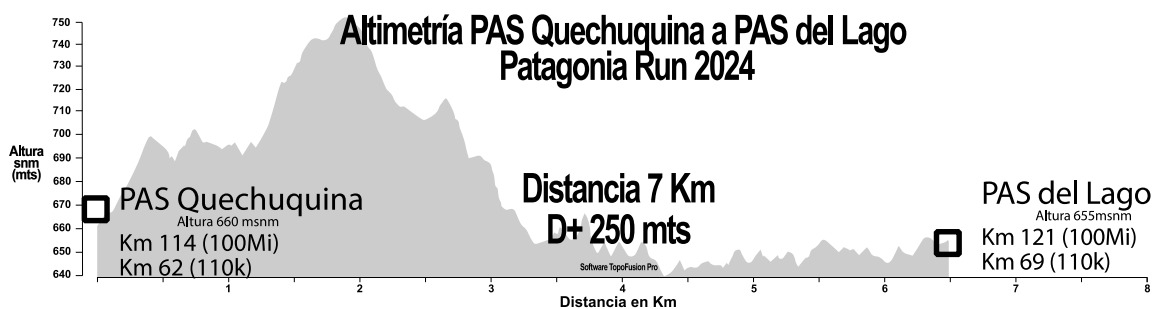 Altimetría PAS Quechuquina a PAS del Lago
Patagonia Run 2024
750
740
730
720
710
700
690
680
670
660
650
640
Altura
snm
(mts)
PAS Quechuquina
Altura 660 msnm
Km 114 (100Mi)
Km 62 (110k)
Distancia 7 Km
D+ 250 mts
Software TopoFusion Pro
PAS del Lago
Altura 655msnm
Km 121 (100Mi)
Km 69 (110k)
1 2 3 4 5 6 7 8
Distancia en Km